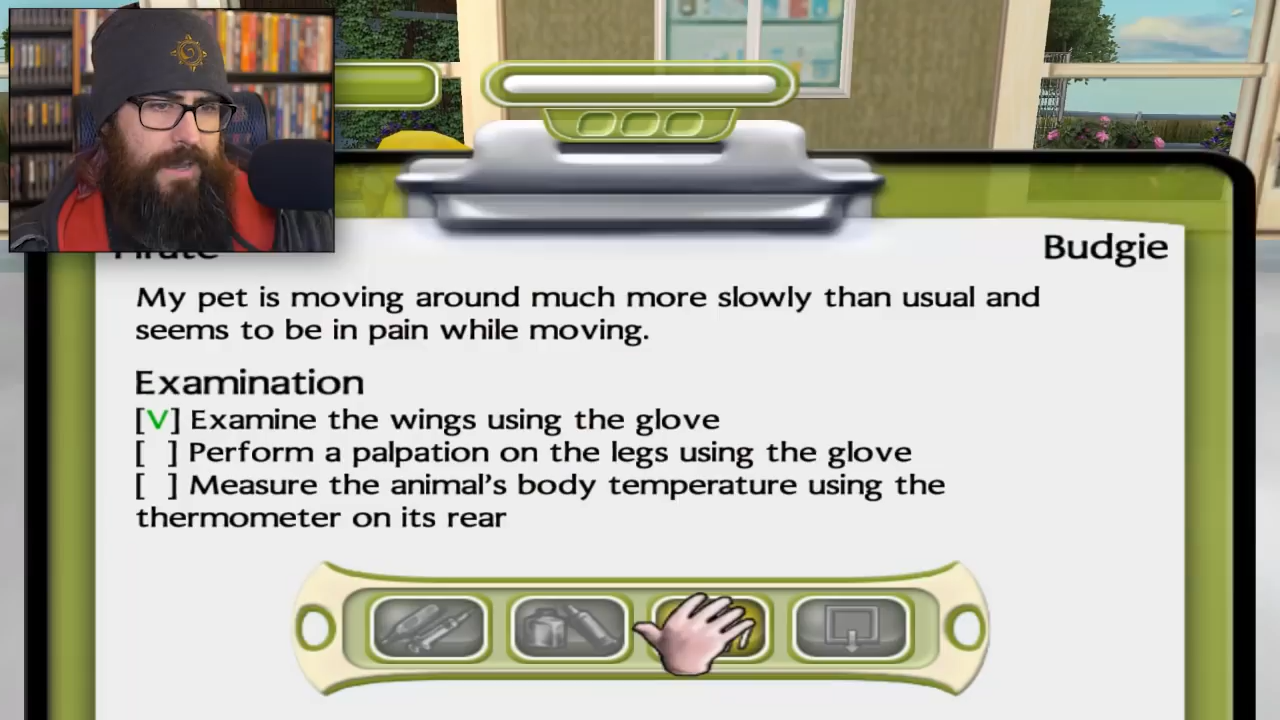 Budgie
My pet is moving around much more slowly than usual and
seems to be in pain while moving.
Examination
[V] Examine the wings using the glove
[ ] Perform a palpation on the legs using the glove
[ ] Measure the animal's body temperature using the
thermometer on its rear